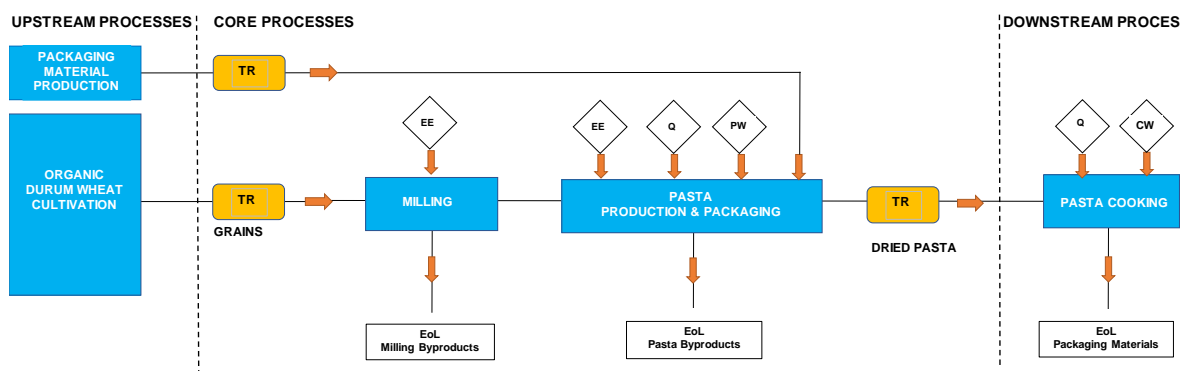 UPSTREAM PROCESSES
CORE PROCESSES
DOWNSTREAM PROCES
PACKAGING
MATERIAL
PRODUCTION
TR
EE
EE
Q
PW
Q
CW
ORGANIC
DURUM WHEAT
CULTIVATION
TR
GRAINS
MILLING
PASTA
PRODUCTION & PACKAGING
TR
DRIED PASTA
PASTA COOKING
EoL
Milling Byproducts
EoL
Pasta Byproducts
EoL
Packaging Materials